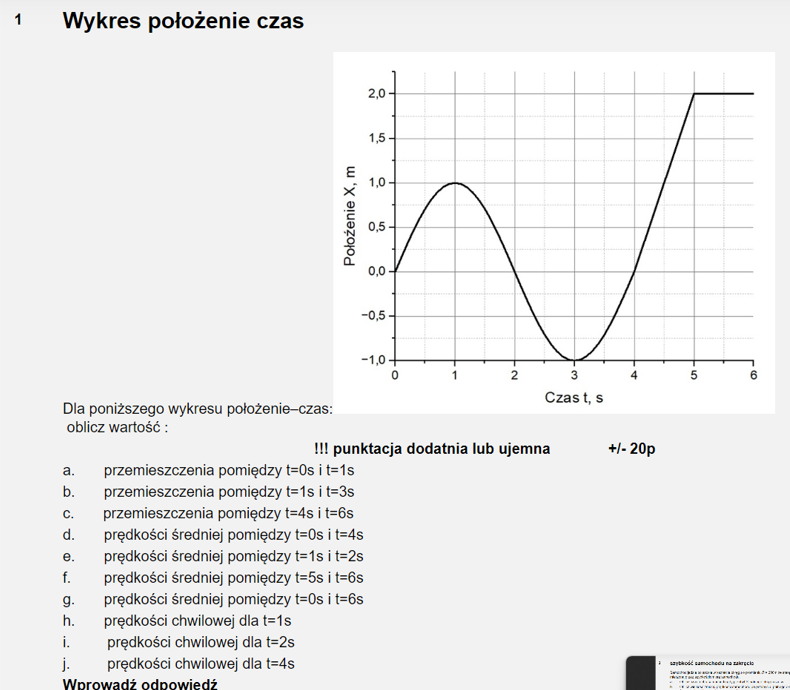 1 Wykres położenie czas
2,0
1,5
1,0
0,5
0,0
−0,5
−1,0
Położenie X, m
0 1 2 3 4 5 6
Czas t, s
Dla poniższego wykresu położenie–czas:
oblicz wartość :
!!! punktacja dodatnia lub ujemna +/- 20p
a. przemieszczenia pomiędzy t=0s i t=1s
b. przemieszczenia pomiędzy t=1s i t=3s
c. przemieszczenia pomiędzy t=4s i t=6s
d. prędkości średniej pomiędzy t=0s i t=4s
e. prędkości średniej pomiędzy t=1s i t=2s
f. prędkości średniej pomiędzy t=5s i t=6s
g. prędkości średniej pomiędzy t=0s i t=6s
h. prędkości chwilowej dla t=1s
i. prędkości chwilowej dla t=2s
j. prędkości chwilowej dla t=4s
Wprowadź odpowiedź
szybkość samochodu na zakręcie